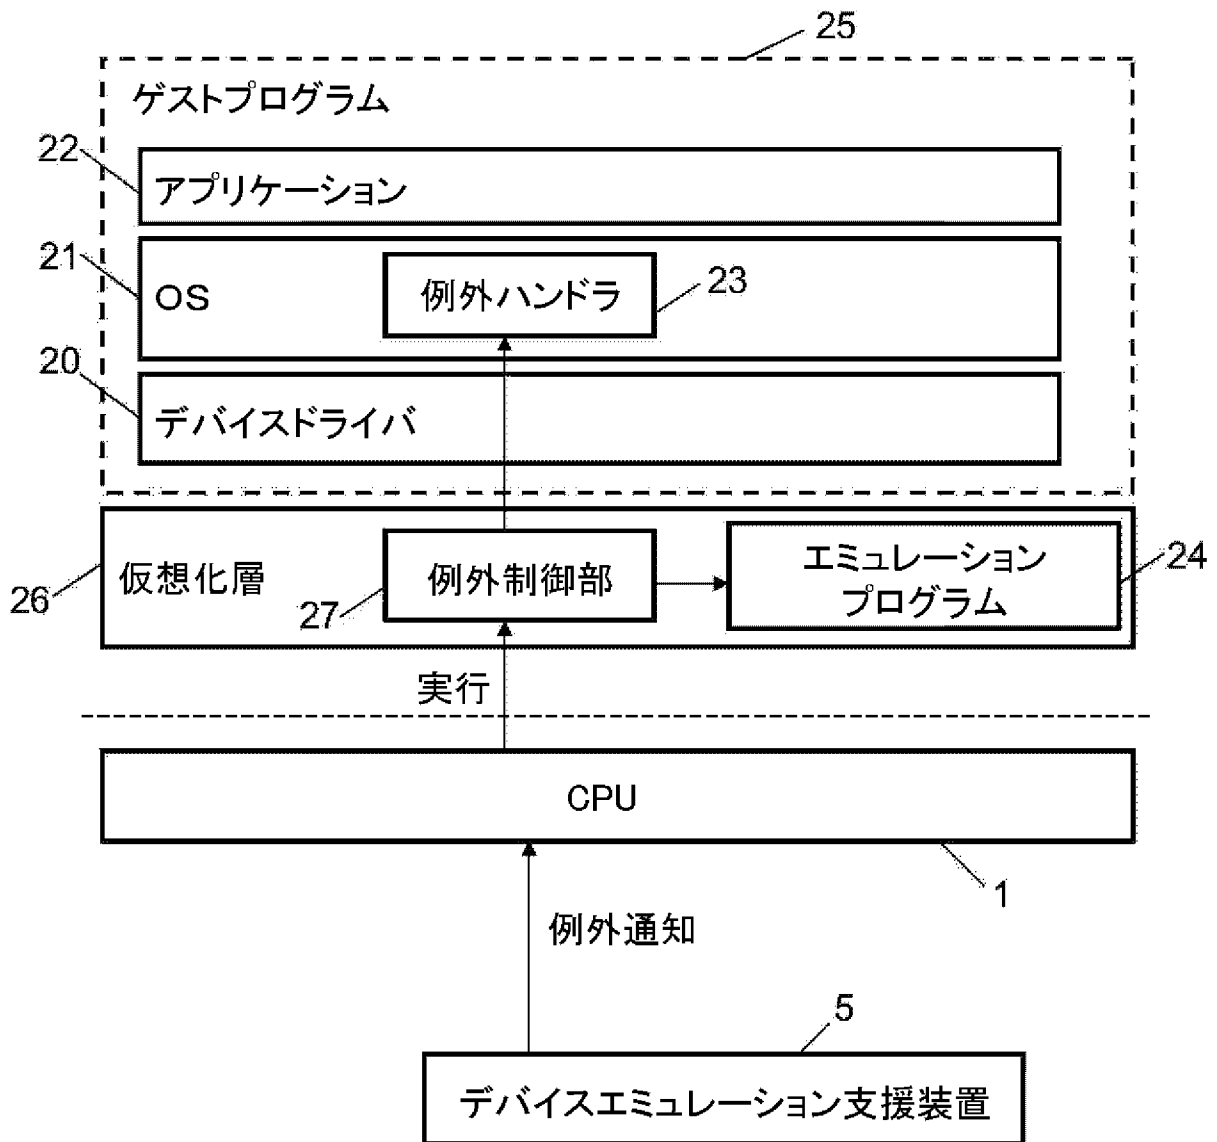 25
ゲストプログラム
22
アプリケーション
21
OS
例外ハンドラ
23
20
デバイスドライバ
26
仮想化層
27
例外制御部
エミュレーション
プログラム
24
実行
CPU
1
例外通知
5
デバイスエミュレーション支援装置